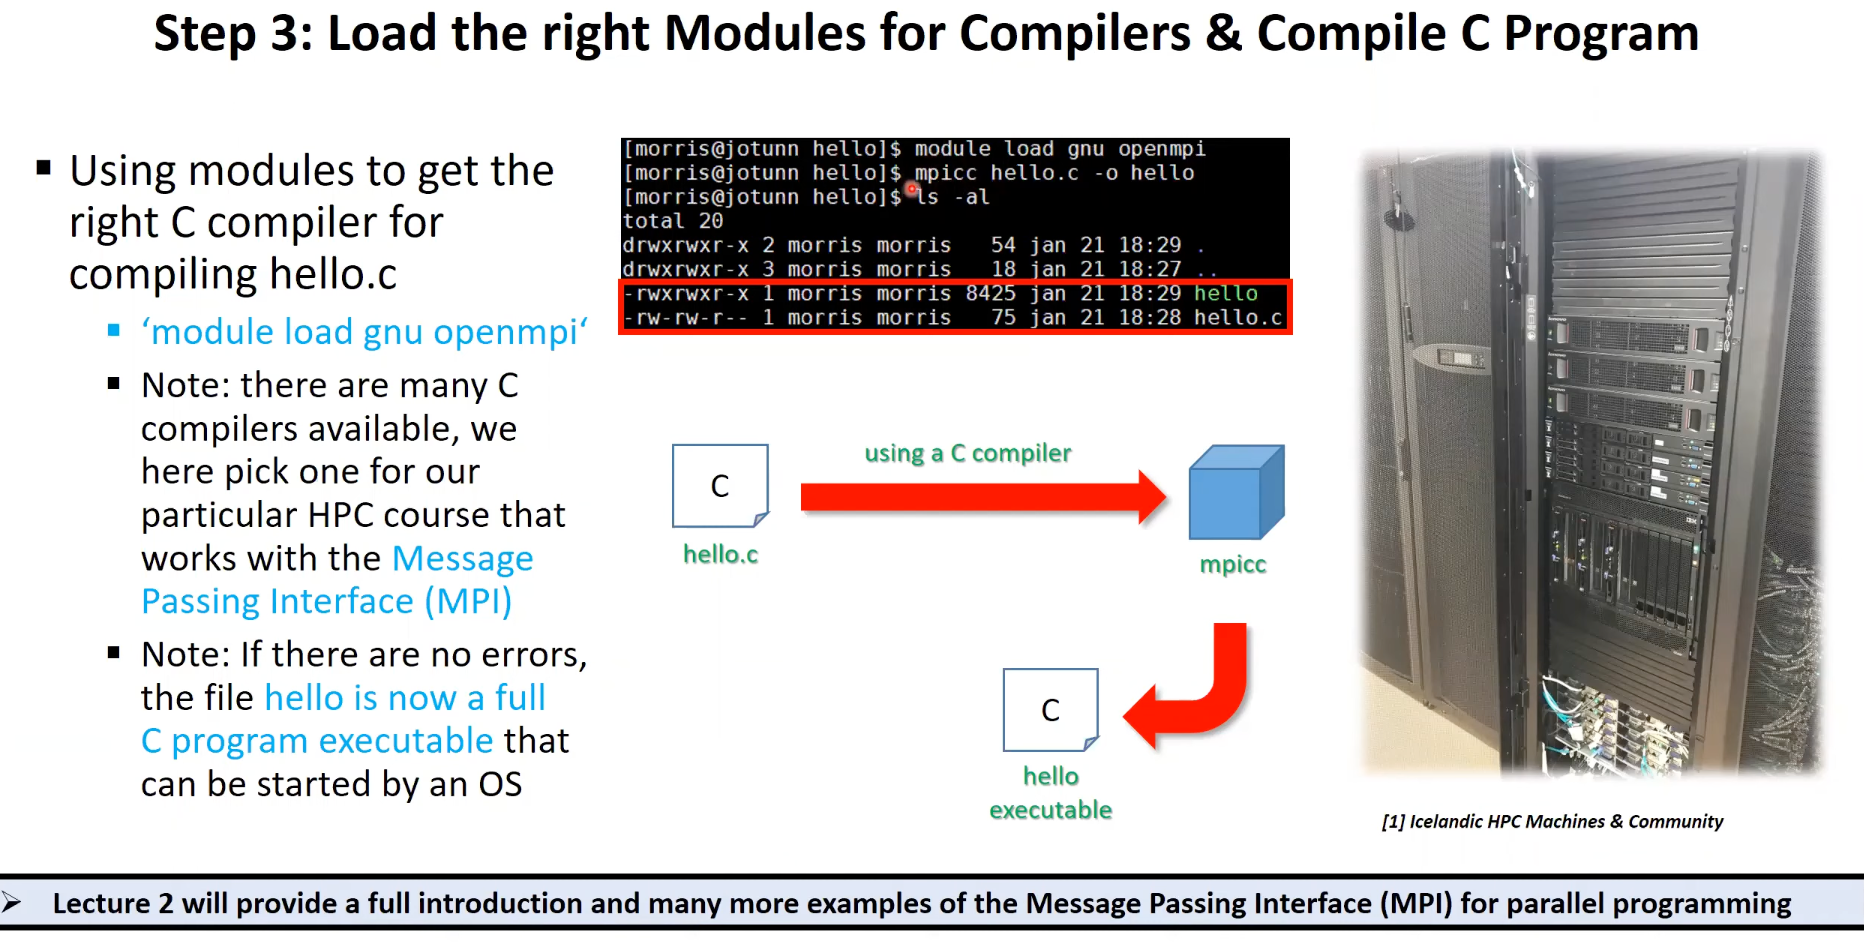 Step 3: Load the right Modules for Compilers & Compile C Program
▪ Using modules to get the
right C compiler for
compiling hello.c
▪ ‘module load gnu openmpi‘
▪ Note: there are many C
compilers available, we
here pick one for our
particular HPC course that
works with the Message
Passing Interface (MPI)
▪ Note: If there are no errors,
the file hello is now a full
C program executable that
can be started by an OS
[morris@jotunn hello]$ module load gnu openmpi
[morris@jotunn hello]$ mpicc hello.c -o hello
[morris@jotunn hello]$ ls -al
total 20
drwxrwxr-x 2 morris morris   54 jan 21 18:29 .
drwxrwxr-x 3 morris morris   18 jan 21 18:27 ..
-rwxrwxr-x 1 morris morris 8425 jan 21 18:29 hello
-rw-rw-r-- 1 morris morris   75 jan 21 18:28 hello.c
C
hello.c
using a C compiler
mpicc
C
hello
executable
[1] Icelandic HPC Machines & Community
➢ Lecture 2 will provide a full introduction and many more examples of the Message Passing Interface (MPI) for parallel programming